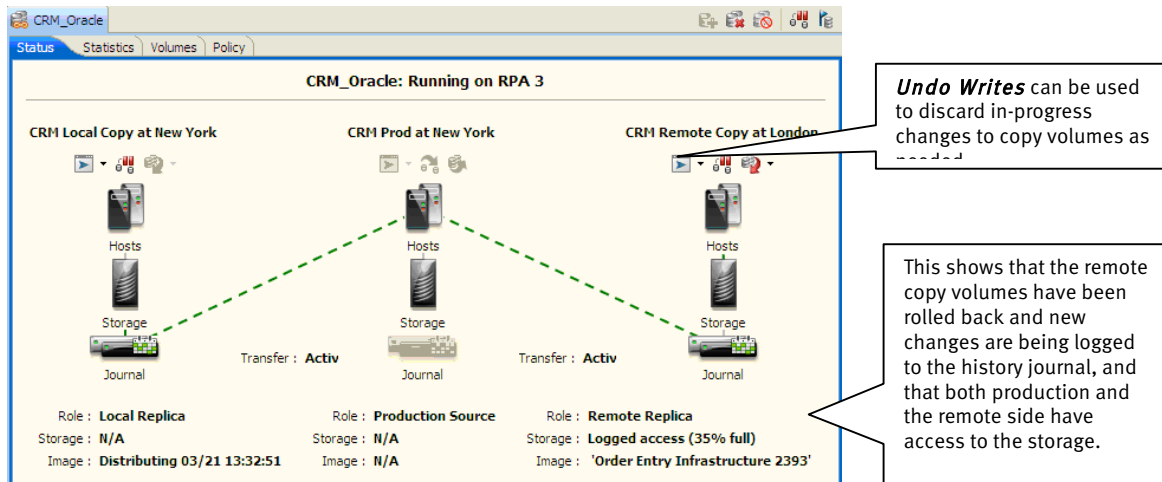 CRM_Oracle
Status Statistics Volumes Policy
CRM_Oracle: Running on RPA 3
CRM Local Copy at New York
CRM Prod at New York
CRM Remote Copy at London
Hosts
Hosts
Hosts
Storage
Storage
Storage
Transfer : Activ
Transfer : Activ
Journal
Journal
Journal
Role : Local Replica
Storage : N/A
Image : Distributing 03/21 13:32:51
Role : Production Source
Storage : N/A
Image : N/A
Role : Remote Replica
Storage : Logged access (35% full)
Image : 'Order Entry Infrastructure 2393'
Undo Writes can be used
to discard in-progress
changes to copy volumes as
This shows that the remote
copy volumes have been
rolled back and new
changes are being logged
to the history journal, and
that both production and
the remote side have
access to the storage.